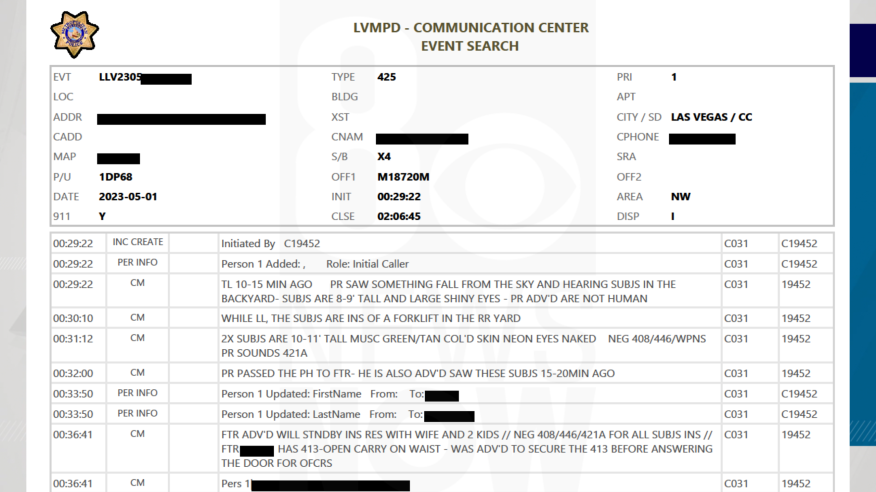 LVMPD - COMMUNICATION CENTER
EVENT SEARCH
EVT LLV2305 TYPE 425 PRI 1
LOC BLDG APT
ADDR XST CITY / SD LAS VEGAS / CC
CADD CNAM CPHONE
MAP S/B X4 SRA
P/U 1DP68 OFF1 M18720M OFF2
DATE 2023-05-01 INIT 00:29:22 AREA NW
911 Y CLSE 02:06:45 DISP I
00:29:22 INC CREATE Initiated By C19452 C031 C19452
00:29:22 PER INFO Person 1 Added: , Role: Initial Caller C031 C19452
00:29:22 CM TL 10-15 MIN AGO PR SAW SOMETHING FALL FROM THE SKY AND HEARING SUBJS IN THE C031 19452
BACKYARD- SUBJS ARE 8-9' TALL AND LARGE SHINY EYES - PR ADV'D ARE NOT HUMAN
00:30:10 CM WHILE LL, THE SUBJS ARE INS OF A FORKLIFT IN THE RR YARD C031 19452
00:31:12 CM 2X SUBJS ARE 10-11' TALL MUSC GREEN/TAN COL'D SKIN NEON EYES NAKED NEG 408/446/WPNS C031 19452
PR SOUNDS 421A
00:32:00 CM PR PASSED THE PH TO FTR- HE IS ALSO ADV'D SAW THESE SUBJS 15-20MIN AGO C031 19452
00:33:50 PER INFO Person 1 Updated: FirstName From: To: C031 C19452
00:33:50 PER INFO Person 1 Updated: LastName From: To: C031 C19452
00:36:41 CM FTR ADV'D WILL STNDBY INS RES WITH WIFE AND 2 KIDS // NEG 408/446/421A FOR ALL SUBJS INS // C031 19452
FTR HAS 413-OPEN CARRY ON WAIST - WAS ADV'D TO SECURE THE 413 BEFORE ANSWERING
THE DOOR FOR OFCRS
00:36:41 CM Pers 1 C031 19452
8 NEWS NOW